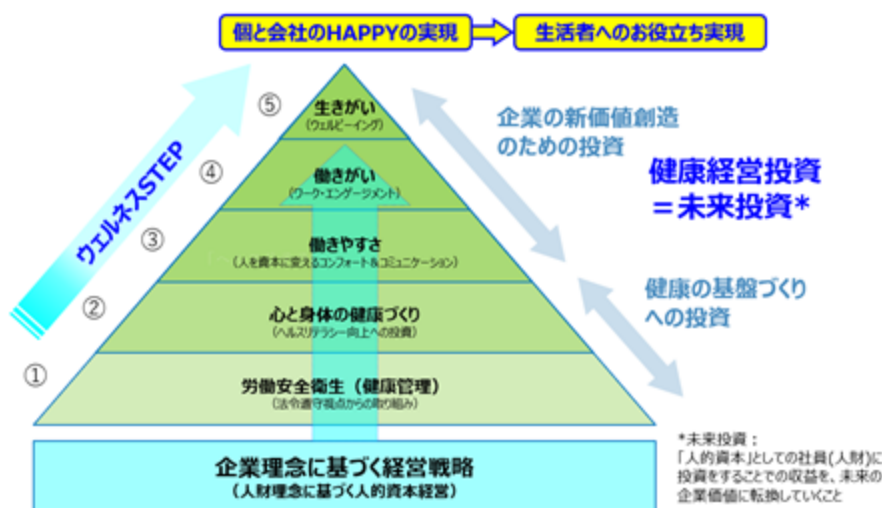 個と会社のHAPPYの実現
生活者へのお役立ち実現
ウェルネスSTEP
⑤
生きがい
(ウェルビーイング)
④
働きがい
(ワーク・エンゲージメント)
③
働きやすさ
(人を資本に変えるコンフォート&コミュニケーション)
②
心と身体の健康づくり
(ヘルスリテラシー向上への投資)
①
労働安全衛生（健康管理）
(法令遵守視点からの取り組み)
企業理念に基づく経営戦略
(人財理念に基づく人的資本経営)
企業の新価値創造
のための投資
健康経営投資
＝未来投資*
健康の基盤づくり
への投資
*未来投資：
「人的資本」としての社員(人財)に
投資をすることでの収益を、未来の
企業価値に転換していくこと